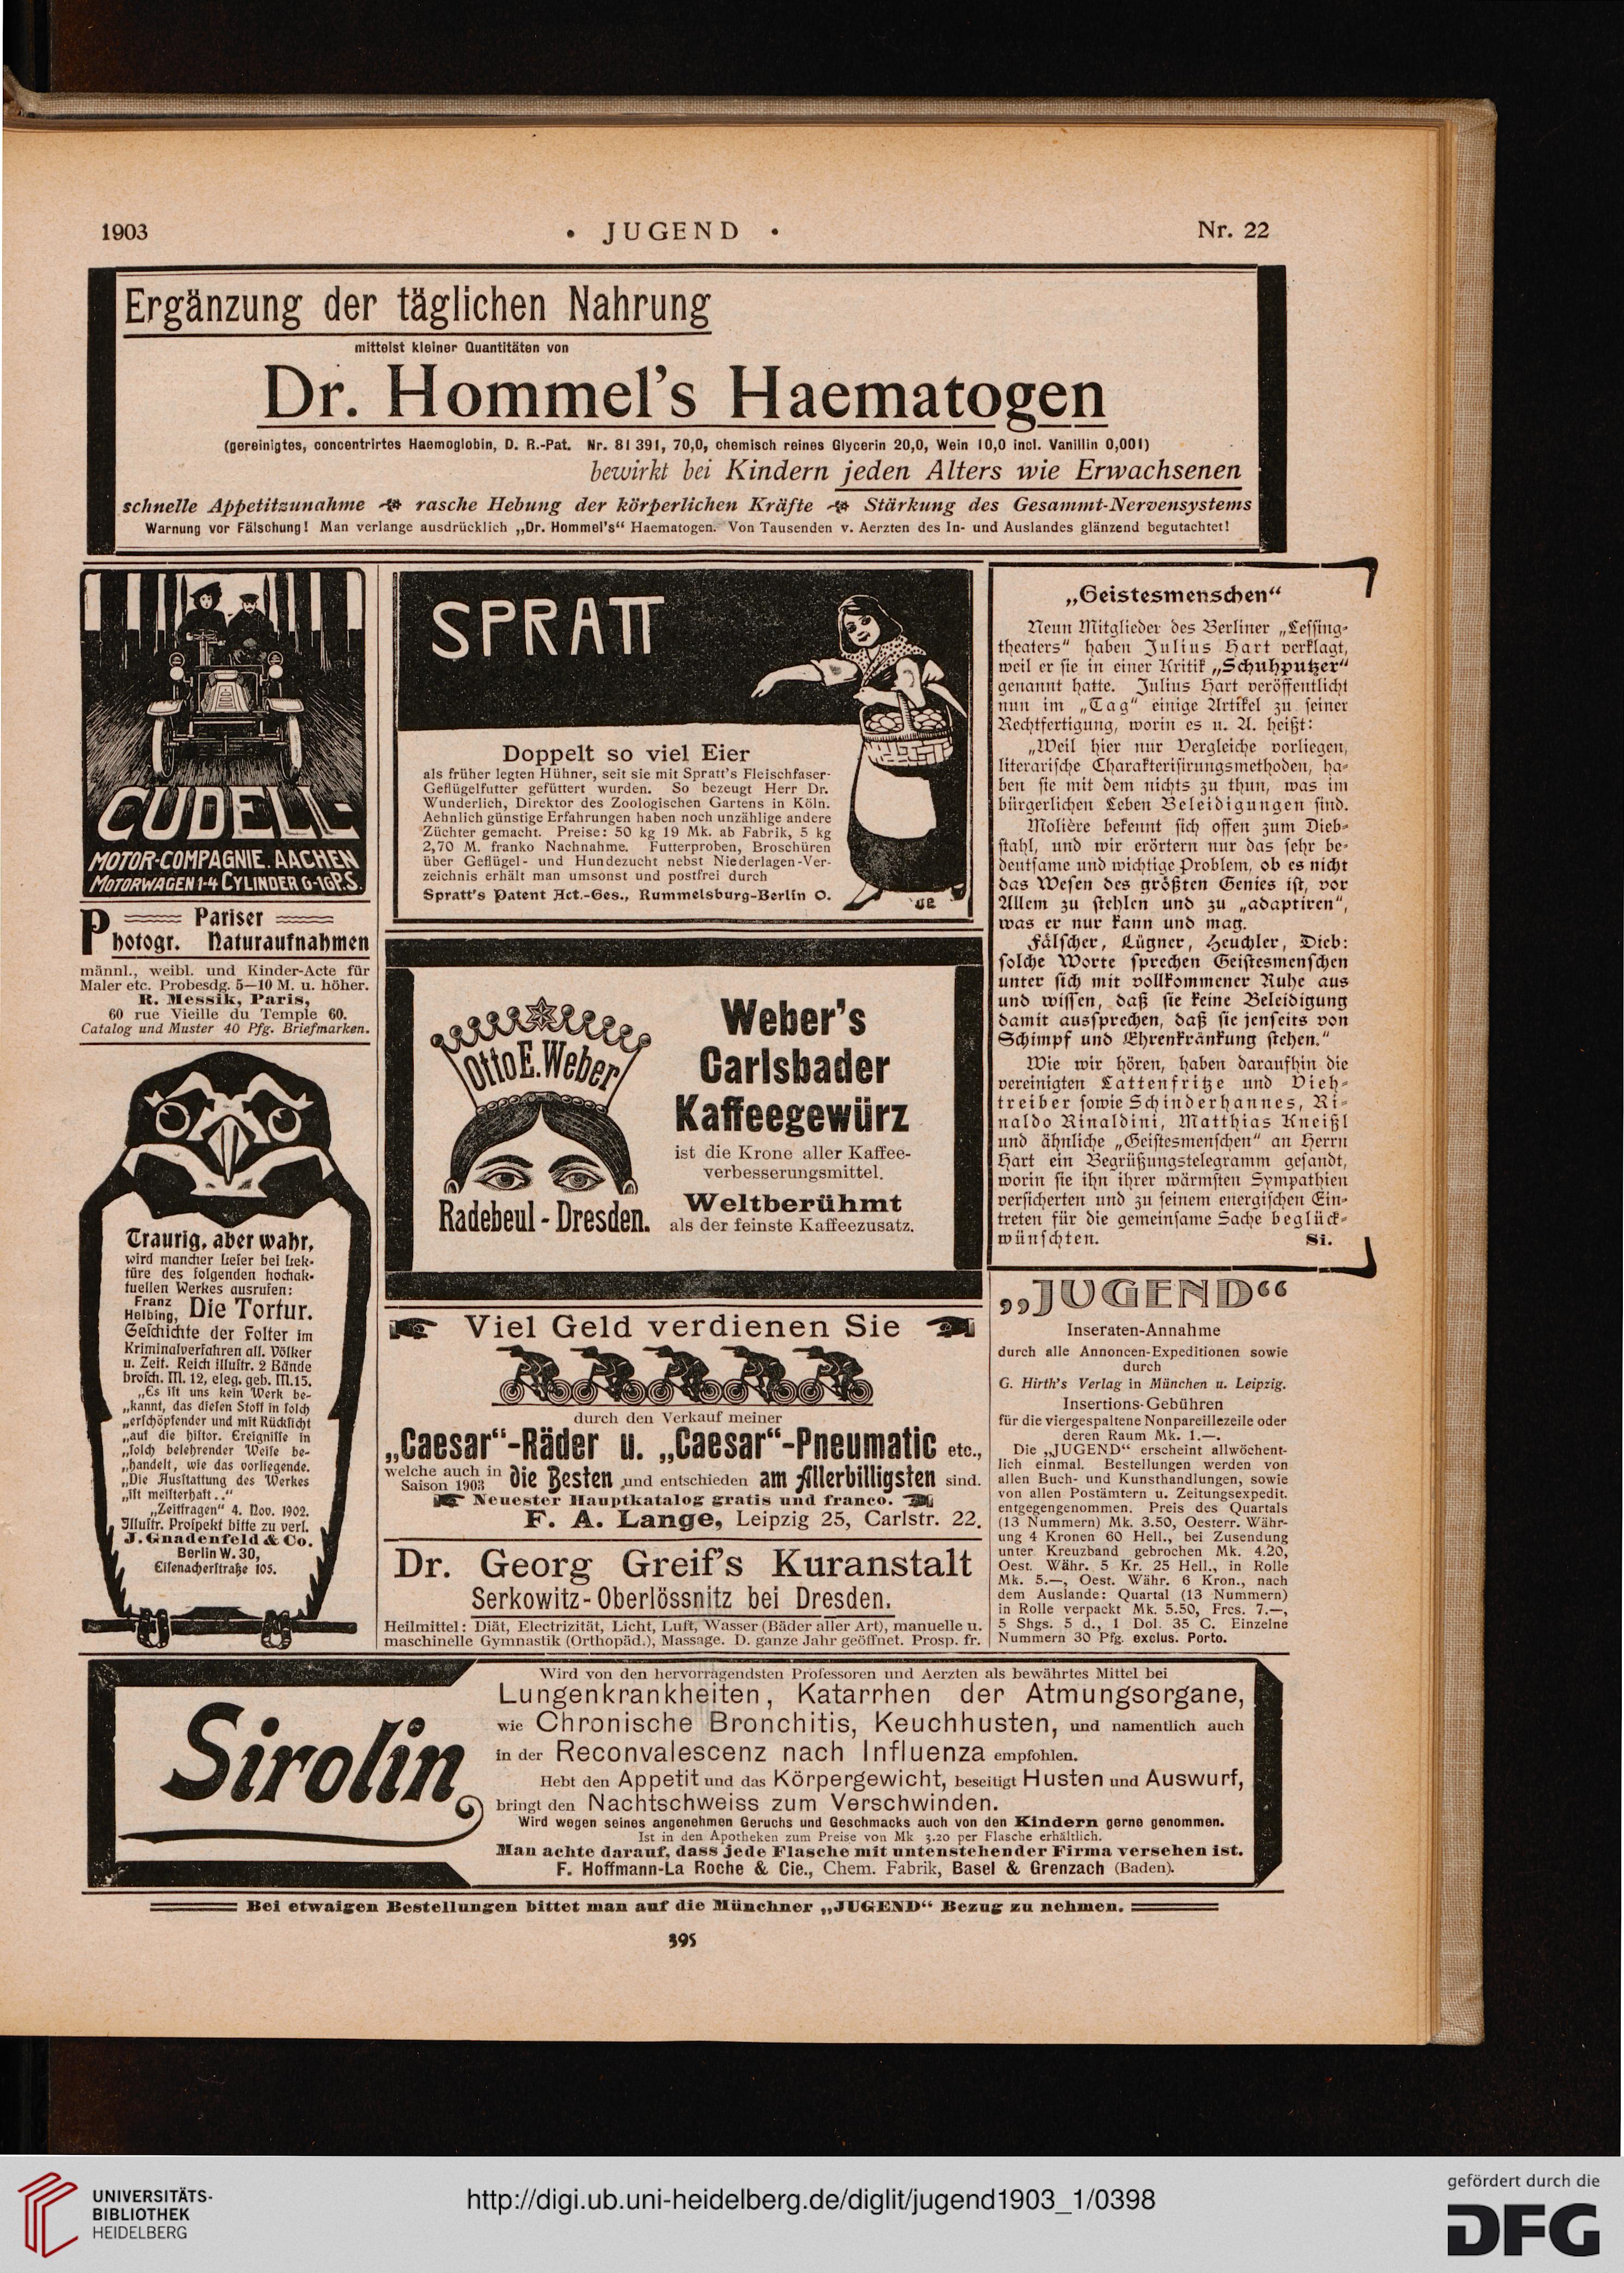 1903
• JUGEND •
Nr. 22
Ergänzung der täglichen Nahrung
mittelst kleiner Quantitäten von
Dr. Hommel's Haematogen
(gereinigtes, concentrirtes Haemoglobin, D. R.-Pat. Nr. 81391, 70,0, chemisch reines Glycerin 20,0, Wein 10,0 incl. Vanillin 0,001)
bewirkt bei Kindern jeden Alters wie Erwachsenen
schnelle Appetitzunahme rasche Hebung der körperlichen Kräfte Stärkung des Gesammt-Nervensystems
Warnung vor Fälschung! Man verlange ausdrücklich „Dr. Hommel's“ Haematogen. Von Tausenden v. Aerzten des In- und Auslandes glänzend begutachtet!
CUDELL-
MOTOR-COMPAGNIE. AACHEN
MOTORWAGEN 1-4 CYLINDER 6-16 P.S.
Pariser
Photogr. Naturaufnahmen
männl., weibl. und Kinder-Acte für
Maler etc. Probesdg. 5—10 M. u. höher.
R. Messik, Paris,
60 rue Vieille du Temple 60.
Catalog und Muster 40 Pfg. Briefmarken.
Traurig, aber wahr,
wird mancher Leser bei Lek-
türe des folgenden hochak-
tuellen Werkes ausrufen:
Franz Helbing, Die Tortur.
Geschichte der Folter im
Kriminalverfahren all. Völker
u. Zeit. Reich illustr. 2 Bände
brosch. M. 12, eleg. geb. M. 15.
„Es ist uns kein Werk be-
„kannt, das diesen Stoff in solch
„erschöpfender und mit Rücksicht
„auf die histor. Ereignisse in
„solch belehrender Weise be-
„handelt, wie das vorliegende.
„Die Ausstattung des Werkes
„ist meisterhaft . .“
„Zeitfragen“ 4. Nov. 1902.
Illustr. Prospekt bitte zu verl.
J. Gnadenfeld & Co.
Berlin W. 30,
Eisenacherstraße 105.
SPRATT
Doppelt so viel Eier
als früher legten Hühner, seit sie mit Spratt's Fleischfaser-
Geflügelfutter gefüttert wurden. So bezeugt Herr Dr.
Wunderlich, Direktor des Zoologischen Gartens in Köln.
Aehnlich günstige Erfahrungen haben noch unzählige andere
Züchter gemacht. Preise: 50 kg 19 Mk. ab Fabrik, 5 kg
2,70 M. franko Nachnahme. Futterproben, Broschüren
über Geflügel- und Hundezucht nebst Niederlagen-Ver-
zeichnis erhält man umsonst und postfrei durch
Spratt's Patent Act.-Ges., Rummelsburg-Berlin O.
Otto E. Weber
Radebeul - Dresden.
Weber's
Carlsbader
Kaffeegewürz
ist die Krone aller Kaffee-
verbesserungsmittel.
Weltberühmt
als der feinste Kaffeezusatz.
Viel Geld verdienen Sie
durch den Verkauf meiner
„Caesar“-Räder u. „Caesar“-Pneumatic etc.,
welche auch in Saison 1903 die Besten und entschieden am Allerbilligsten sind.
Neuester Hauptkatalog gratis und franco.
F. A. Lange, Leipzig 25, Carlstr. 22.
Dr. Georg Greif's Kuranstalt
Serkowitz-Oberlössnitz bei Dresden.
Heilmittel: Diät, Electrizität, Licht, Luft, Wasser (Bäder aller Art), manuelle u.
maschinelle Gymnastik (Orthopäd.), Massage. D. ganze Jahr geöffnet. Prosp. fr.
„Geistesmenschen“
Neun Mitglieder des Berliner „Lessing-
theaters“ haben Julius Hart verklagt,
weil er sie in einer Kritik „Schuhputzer“
genannt hatte. Julius Hart veröffentlicht
nun im „Tag“ einige Artikel zu seiner
Rechtfertigung, worin es u. A. heißt:
„Weil hier nur Vergleiche vorliegen,
literarische Charakterisirungsmethoden, ha-
ben sie mit dem nichts zu thun, was im
bürgerlichen Leben Beleidigungen sind.
Molière bekennt sich offen zum Dieb-
stahl, und wir erörtern nur das sehr be-
deutsame und wichtige Problem, ob es nicht
das Wesen des größten Genies ist, vor
Allem zu stehlen und zu „adaptiren“,
was er nur kann und mag.
Fälscher, Lügner, Heuchler, Dieb:
solche Worte sprechen Geistesmenschen
unter sich mit vollkommener Ruhe aus
und wissen, daß sie keine Beleidigung
damit aussprechen, daß sie jenseits von
Schimpf und Ehrenkränkung stehen.“
Wie wir hören, haben daraufhin die
vereinigten Lattenfritze und Vieh-
treiber sowie Schinderhannes, Ri-
naldo Rinaldini, Matthias Kneißl
und ähnliche „Geistesmenschen“ an Herrn
Hart ein Begrüßungstelegramm gesandt,
worin sie ihn ihrer wärmsten Sympathien
versicherten und zu seinem energischen Ein-
treten für die gemeinsame Sache beglück-
wünschten. Si.
„JUGEND“
Inseraten-Annahme
durch alle Annoncen-Expeditionen sowie
durch
G. Hirth's Verlag in München u. Leipzig.
Insertions-Gebühren
für die viergespaltene Nonpareillezeile oder
deren Raum Mk. 1.—.
Die „JUGEND“ erscheint allwöchent-
lich einmal. Bestellungen werden von
allen Buch- und Kunsthandlungen, sowie
von allen Postämtern u. Zeitungsexpedit.
entgegengenommen. Preis des Quartals
(13 Nummern) Mk. 3.50, Oesterr. Währ-
ung 4 Kronen 60 Hell., bei Zusendung
unter Kreuzband gebrochen Mk. 4.20,
Oest. Währ. 5 Kr. 25 Hell., in Rolle
Mk. 5.—, Oest. Währ. 6 Kron., nach
dem Auslande: Quartal (13 Nummern)
in Rolle verpackt Mk. 5.50, Frcs. 7.—,
5 Shgs. 5 d., 1 Dol. 35 C. Einzelne
Nummern 30 Pfg. exclus. Porto.
Sirolin
Wird von den hervorragendsten Professoren und Aerzten als bewährtes Mittel bei
Lungenkrankheiten, Katarrhen der Atmungsorgane,
wie Chronische Bronchitis, Keuchhusten, und namentlich auch
in der Reconvalescenz nach Influenza empfohlen.
Hebt den Appetit und das Körpergewicht, beseitigt Husten und Auswurf,
bringt den Nachtschweiss zum Verschwinden.
Wird wegen seines angenehmen Geruchs und Geschmacks auch von den Kindern gerne genommen.
Ist in den Apotheken zum Preise von Mk 3.20 per Flasche erhältlich.
Man achte darauf, dass jede Flasche mit untenstehender Firma versehen ist.
F. Hoffmann-La Roche & Cie., Chem. Fabrik, Basel & Grenzach (Baden).
Bei etwaigen Bestellungen bittet man auf die Münchner „JUGEND“ Bezug zu nehmen.
395
UNIVERSITÄTS-
BIBLIOTHEK
HEIDELBERG
http://digi.ub.uni-heidelberg.de/diglit/jugend1903_1/0398
gefördert durch die
DFG